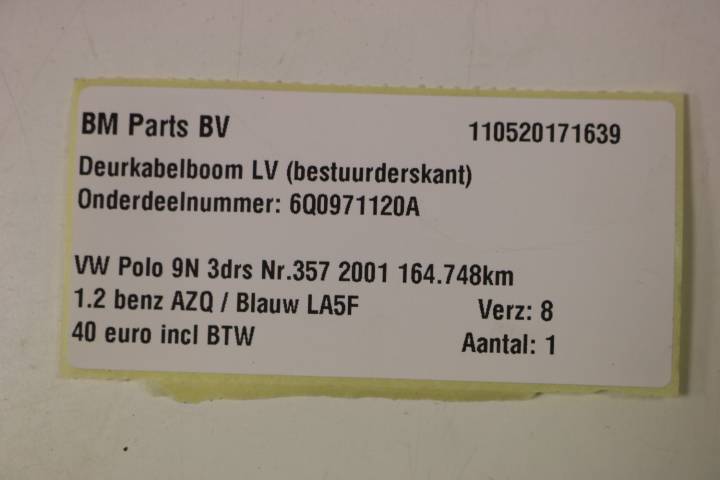 BM Parts BV 110520171639
Deurkabelboom LV (bestuurderskant)
Onderdeelnummer: 6Q0971120A
VW Polo 9N 3drs Nr.357 2001 164.748km
1.2 benz AZQ / Blauw LA5F Verz: 8
40 euro incl BTW Aantal: 1